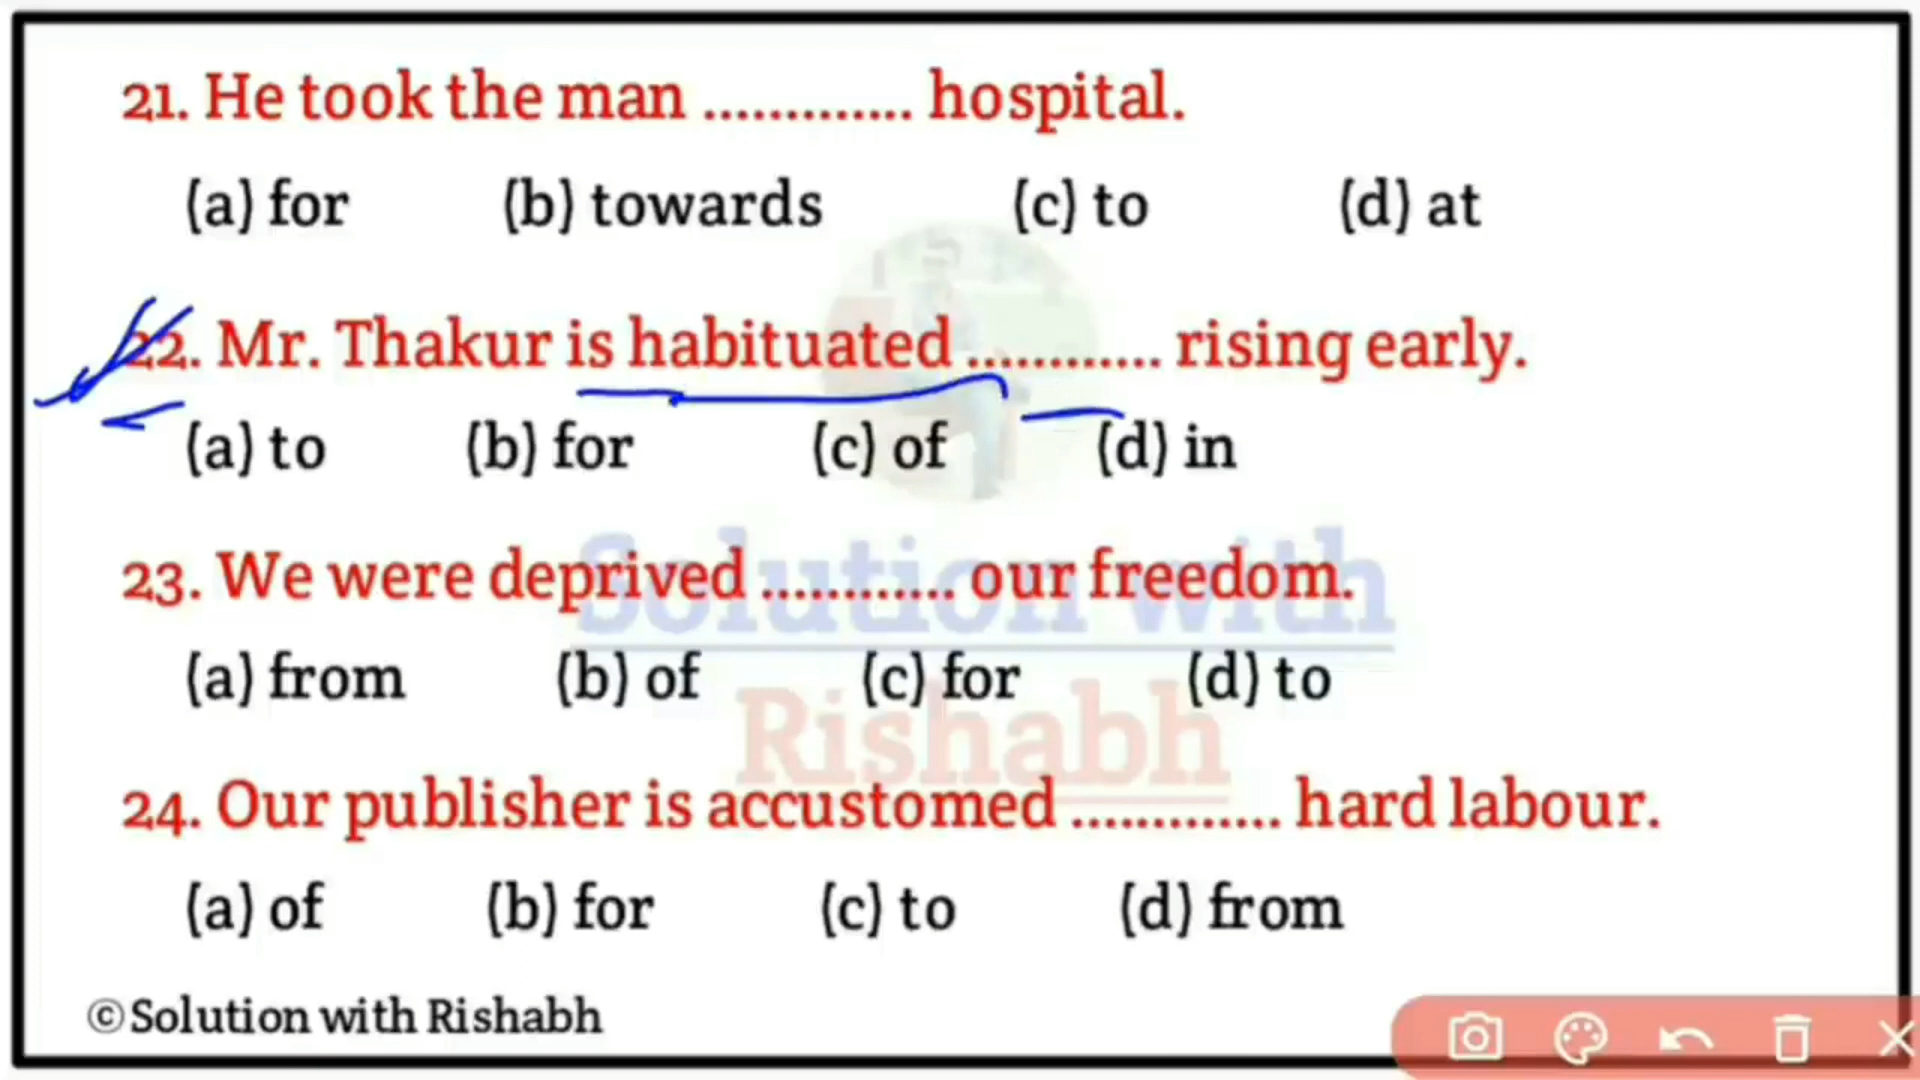 21. He took the man ............. hospital.
(a) for (b) towards (c) to (d) at
22. Mr. Thakur is habituated ............ rising early.
(a) to (b) for (c) of (d) in
23. We were deprived ............ our freedom.
(a) from (b) of (c) for (d) to
24. Our publisher is accustomed ............. hard labour.
(a) of (b) for (c) to (d) from
Solution with
Rishabh
©Solution with Rishabh